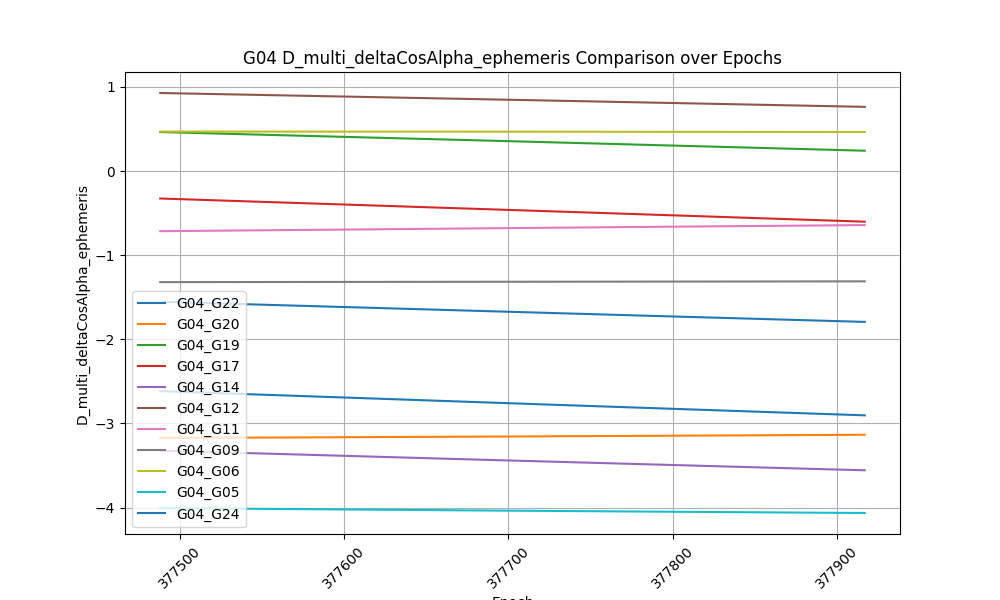 G04 D_multi_deltaCosAlpha_ephemeris Comparison over Epochs
D_multi_deltaCosAlpha_ephemeris
1
0
−1
−2
−3
−4
G04_G22
G04_G20
G04_G19
G04_G17
G04_G14
G04_G12
G04_G11
G04_G09
G04_G06
G04_G05
G04_G24
377500
377600
377700
377800
377900
Epoch